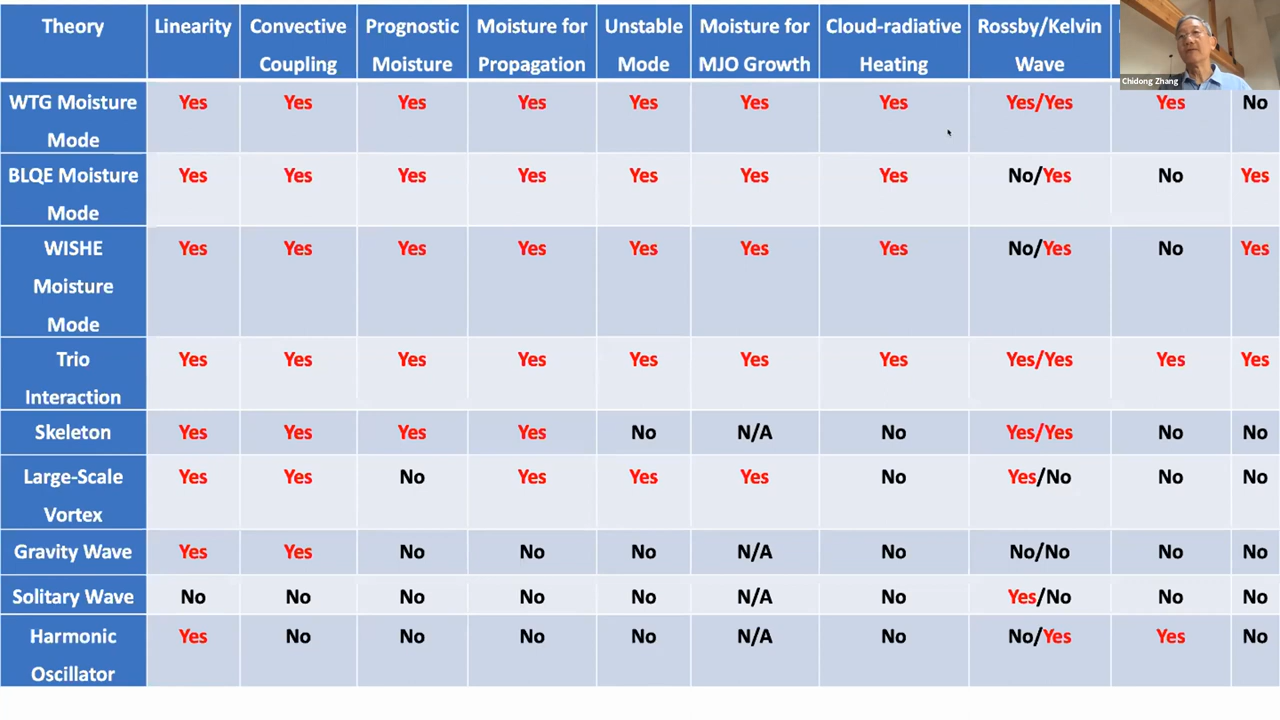 Theory Linearity Convective Prognostic Moisture for Unstable Moisture for Cloud-radiative Rossby/Kelvin
Coupling Moisture Propagation Mode MJO Growth Heating Wave
Chidong Zhang
WTG Moisture Yes Yes Yes Yes Yes Yes Yes Yes/Yes Yes No
Mode
BLQE Moisture Yes Yes Yes Yes Yes Yes Yes No/Yes No Yes
Mode
WISHE Yes Yes Yes Yes Yes Yes Yes No/Yes No Yes
Moisture
Mode
Trio Yes Yes Yes Yes Yes Yes Yes Yes/Yes Yes Yes
Interaction
Skeleton Yes Yes Yes Yes No N/A No Yes/Yes No No
Large-Scale Yes Yes No Yes Yes Yes No Yes/No No No
Vortex
Gravity Wave Yes Yes No No No N/A No No/No No No
Solitary Wave No No No No No N/A No Yes/No No No
Harmonic Yes No No No No N/A No No/Yes Yes No
Oscillator